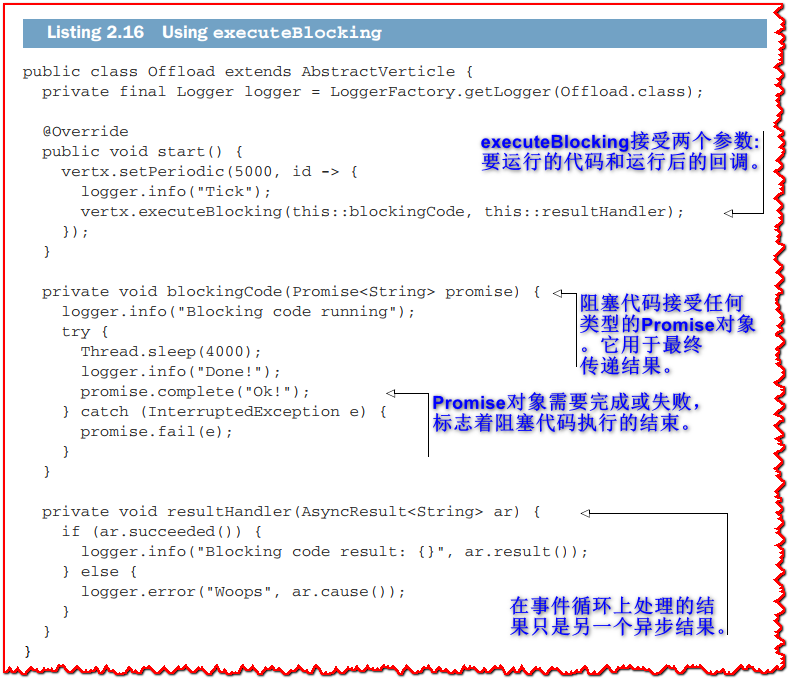 Listing 2.16 Using executeBlocking
public class Offload extends AbstractVerticle {
private final Logger logger = LoggerFactory.getLogger(Offload.class);
@Override
public void start() {
vertx.setPeriodic(5000, id -> {
logger.info("Tick");
vertx.executeBlocking(this::blockingCode, this::resultHandler);
});
}
executeBlocking接受两个参数:
要运行的代码和运行后的回调。
private void blockingCode(Promise<String> promise) {
logger.info("Blocking code running");
try {
Thread.sleep(4000);
logger.info("Done!");
promise.complete("Ok!");
} catch (InterruptedException e) {
promise.fail(e);
}
}
阻塞代码接受任何
类型的Promise对象
。它用于最终
传递结果。
Promise对象需要完成或失败，
标志着阻塞代码执行的结束。
private void resultHandler(AsyncResult<String> ar) {
if (ar.succeeded()) {
logger.info("Blocking code result: {}", ar.result());
} else {
logger.error("Woops", ar.cause());
}
}
}
在事件循环上处理的结
果只是另一个异步结果。